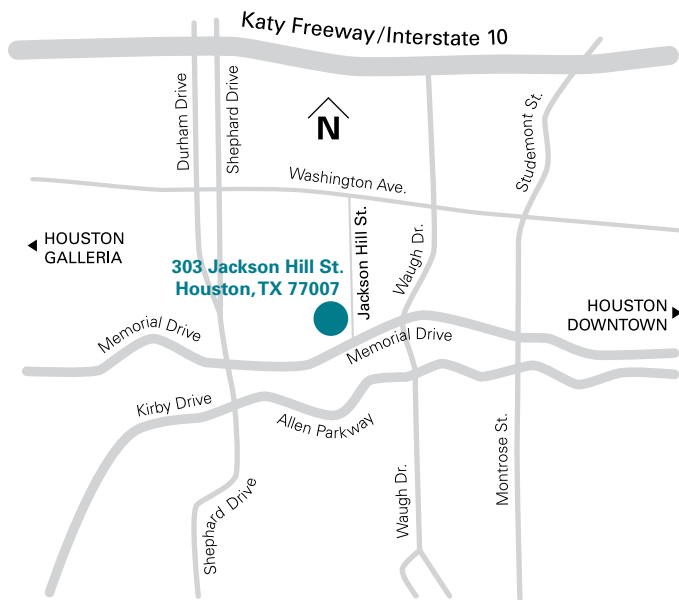 Katy Freeway/Interstate 10
Durham Drive
Shephard Drive
N
Studemont St.
Washington Ave.
HOUSTON
GALLERIA
303 Jackson Hill St.
Houston, TX 77007
Jackson Hill St.
Waugh Dr.
HOUSTON
DOWNTOWN
Memorial Drive
Memorial Drive
Kirby Drive
Allen Parkway
Shephard Drive
Waugh Dr.
Montrose St.